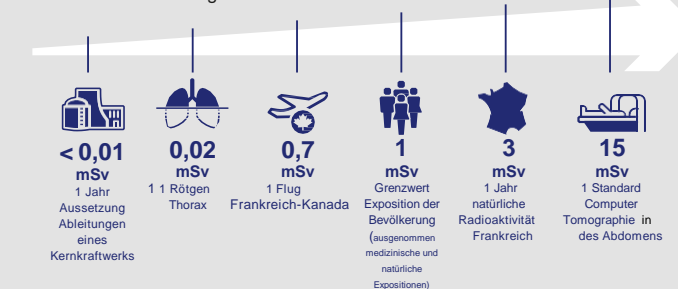 < 0,01
mSv
1 Jahr
Aussetzung
Ableitungen
eines
Kernkraftwerks
0,02
mSv
1 1 Rötgen
Thorax
0,7
mSv
1 Flug
Frankreich-Kanada
1
mSv
Grenzwert
Exposition der
Bevölkerung
(ausgenommen
medizinische und
natürliche
Expositionen)
3
mSv
1 Jahr
natürliche
Radioaktivität
Frankreich
15
mSv
1 Standard
Computer
Tomographie in
des Abdomens